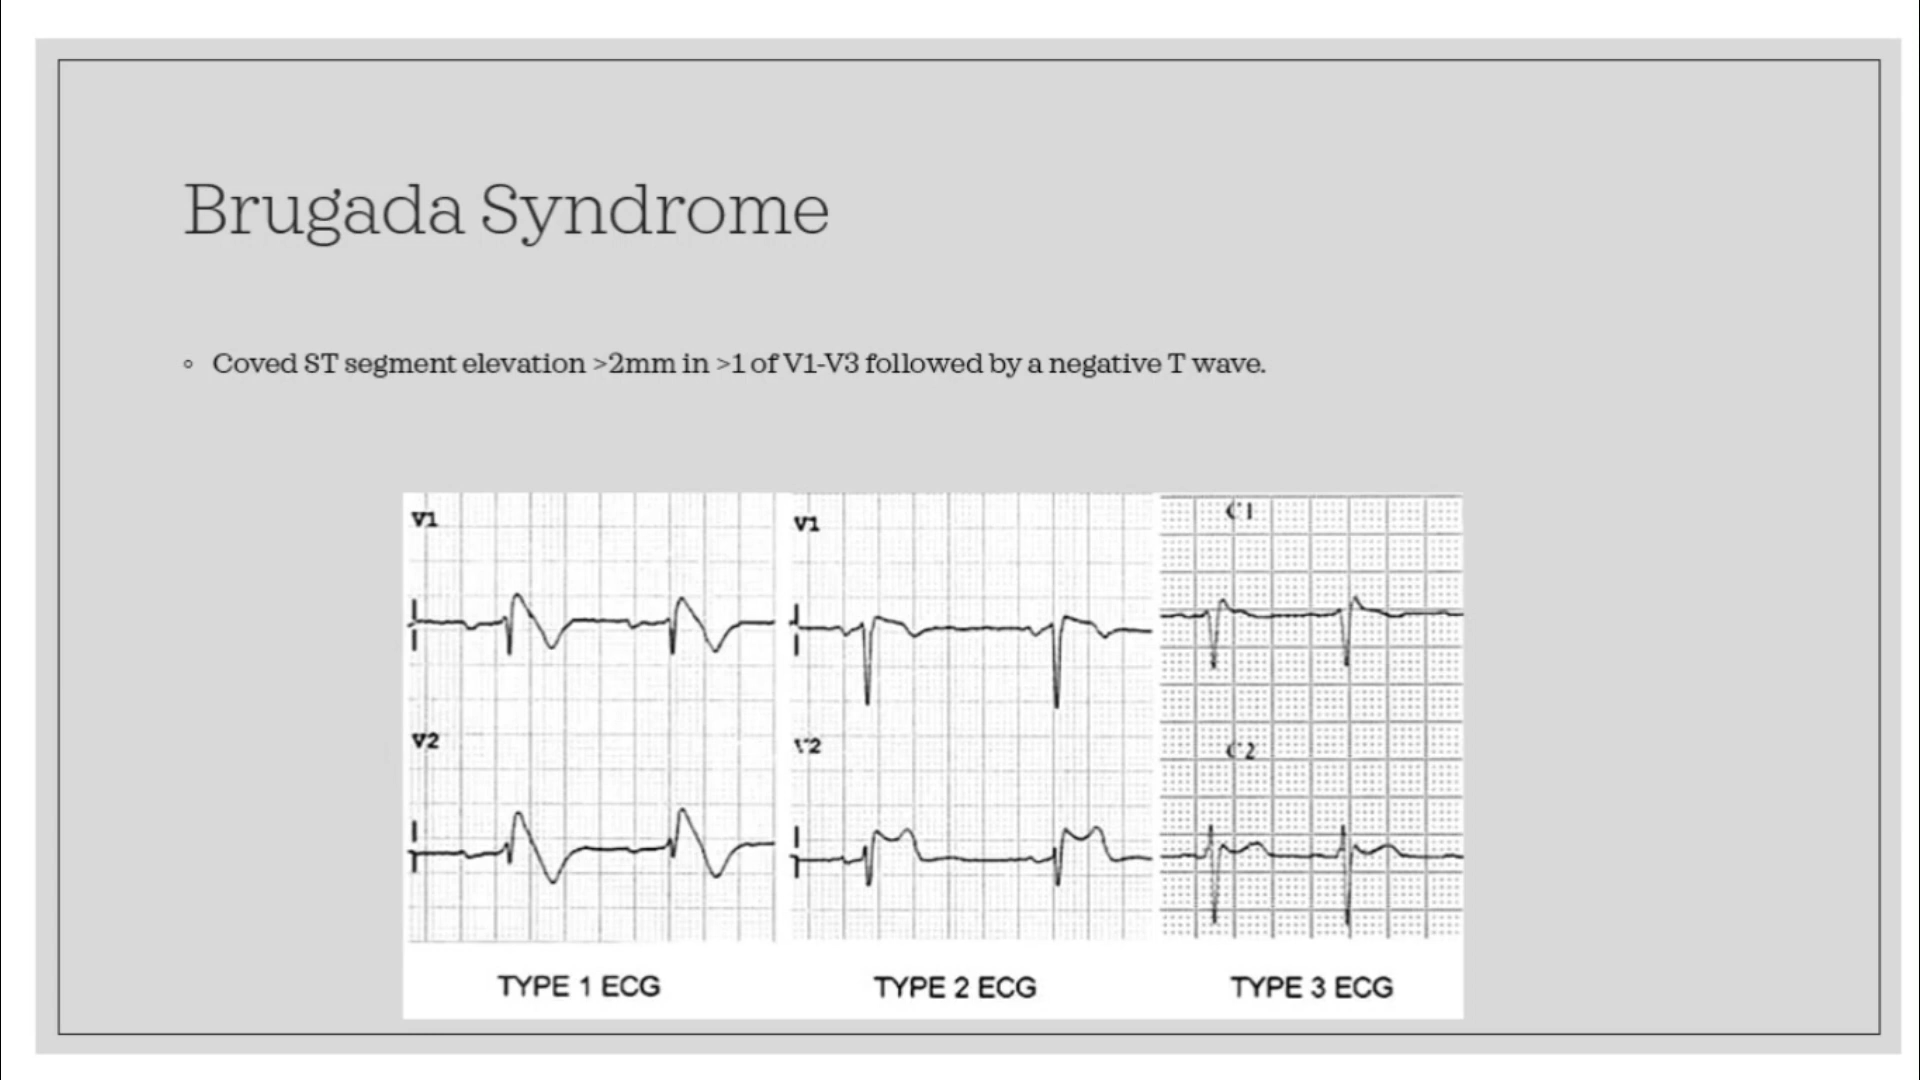 Brugada Syndrome
◦ Coved ST segment elevation >2mm in >1 of V1-V3 followed by a negative T wave.
V1
V1
C1
V2
V2
C2
TYPE 1 ECG
TYPE 2 ECG
TYPE 3 ECG